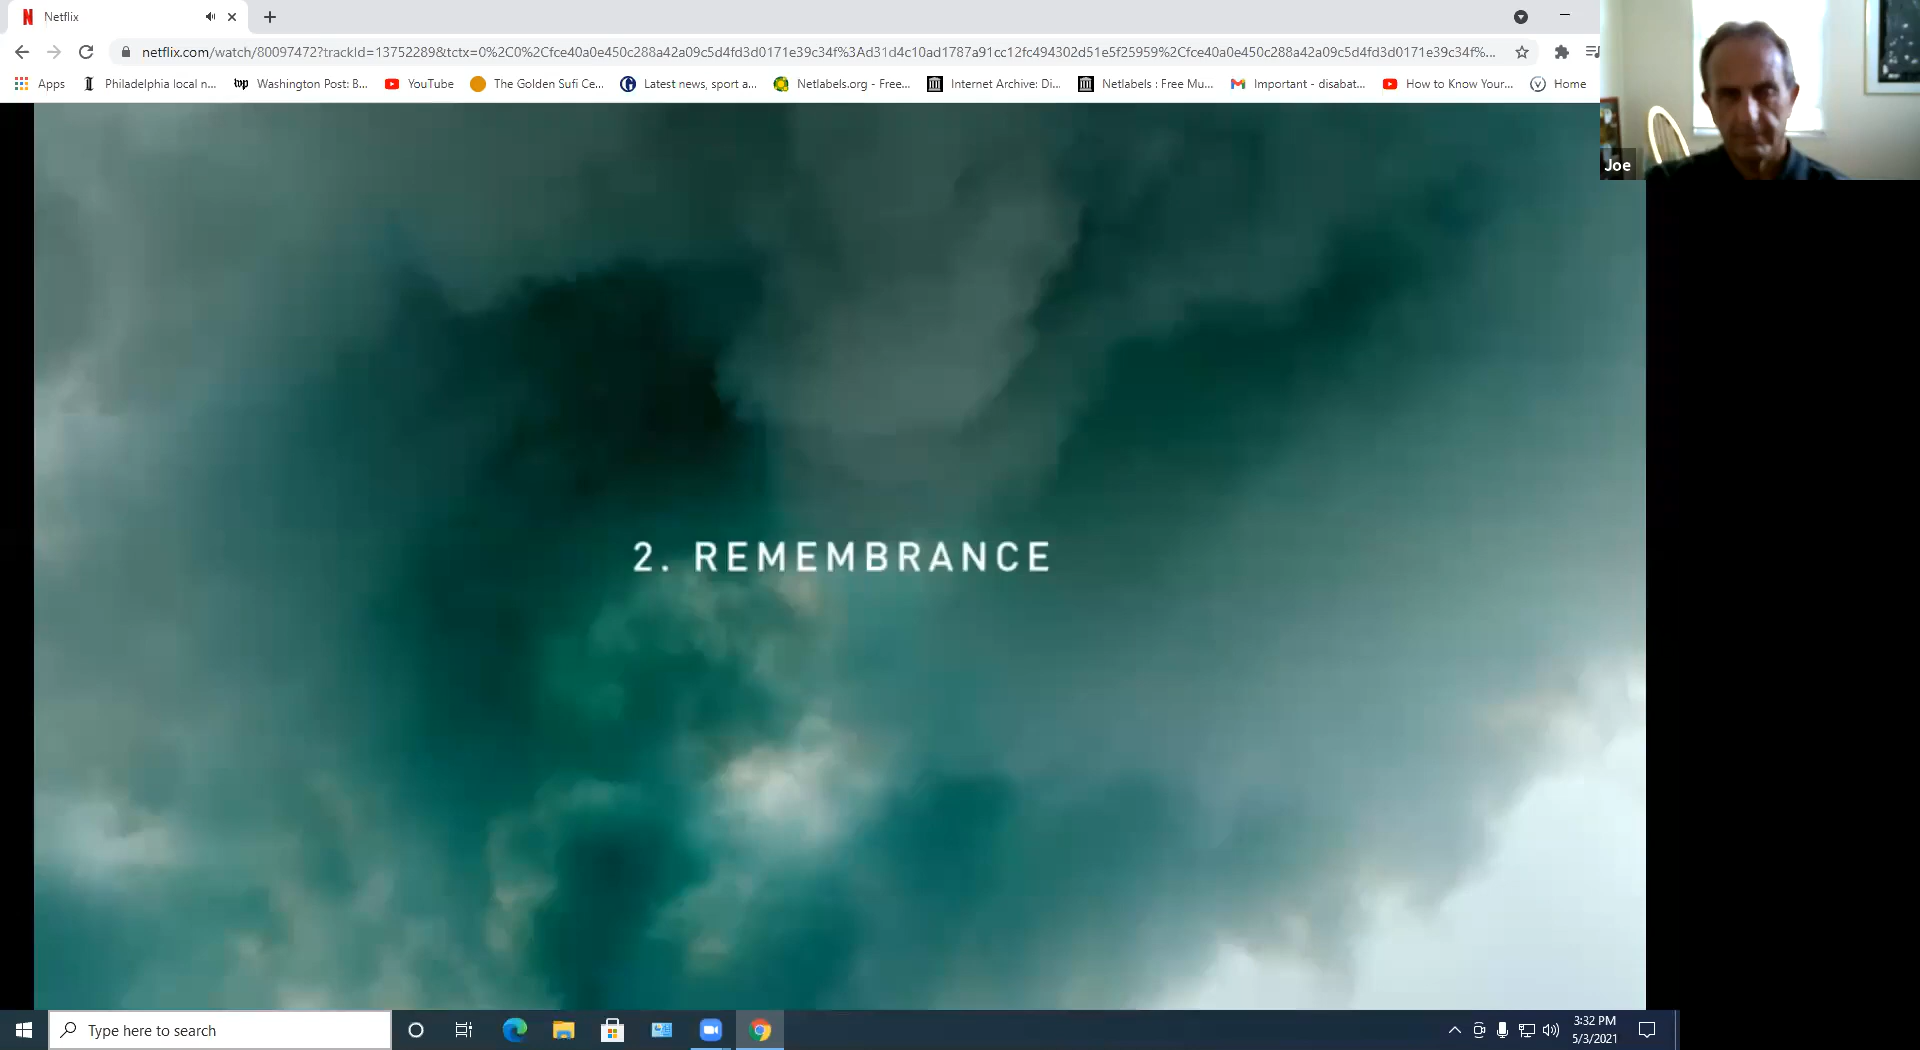 Netflix
netflix.com/watch/80097472?trackId=13752289&tctx=0%2C0%2Cfce40a0e450c288a42a09c5d4fd3d0171e39c34f%3Ad31d4c10ad1787a91cc12fc494302d51e5f25959%2Cfce40a0e450c288a42a09c5d4fd3d0171e39c34f%...
Apps Philadelphia local n... wp Washington Post: B... YouTube The Golden Sufi Ce... Latest news, sport a... Netlabels.org - Free... Internet Archive: Di... Netlabels : Free Mu... Important - disabat... How to Know Your... Home
Joe
2. REMEMBRANCE
Type here to search
3:32 PM
5/3/2021